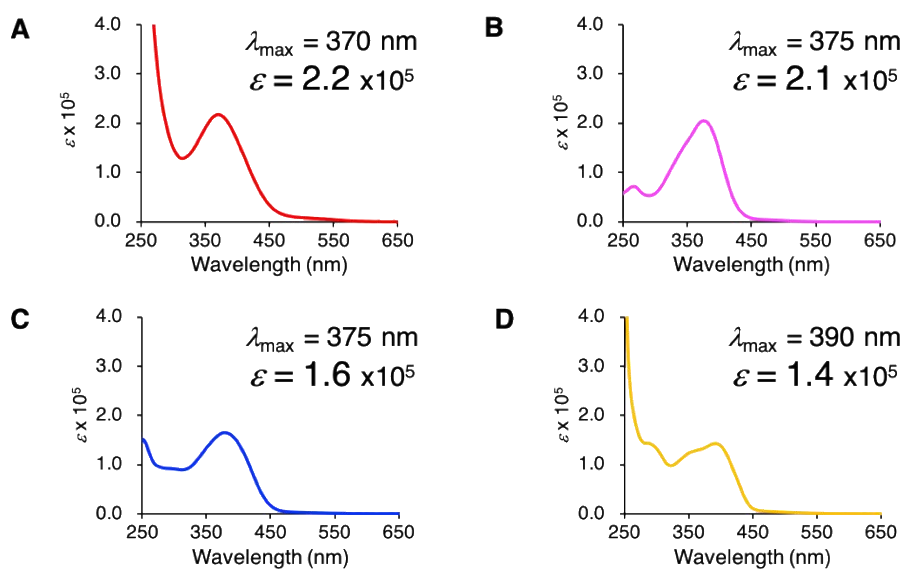 A
4.0
3.0
2.0
1.0
0.0
ε x 10⁵
λmax = 370 nm
ε = 2.2 x10⁵
250 350 450 550 650
Wavelength (nm)
B
4.0
3.0
2.0
1.0
0.0
ε x 10⁵
λmax = 375 nm
ε = 2.1 x10⁵
250 350 450 550 650
Wavelength (nm)
C
4.0
3.0
2.0
1.0
0.0
ε x 10⁵
λmax = 375 nm
ε = 1.6 x10⁵
250 350 450 550 650
Wavelength (nm)
D
4.0
3.0
2.0
1.0
0.0
ε x 10⁵
λmax = 390 nm
ε = 1.4 x10⁵
250 350 450 550 650
Wavelength (nm)